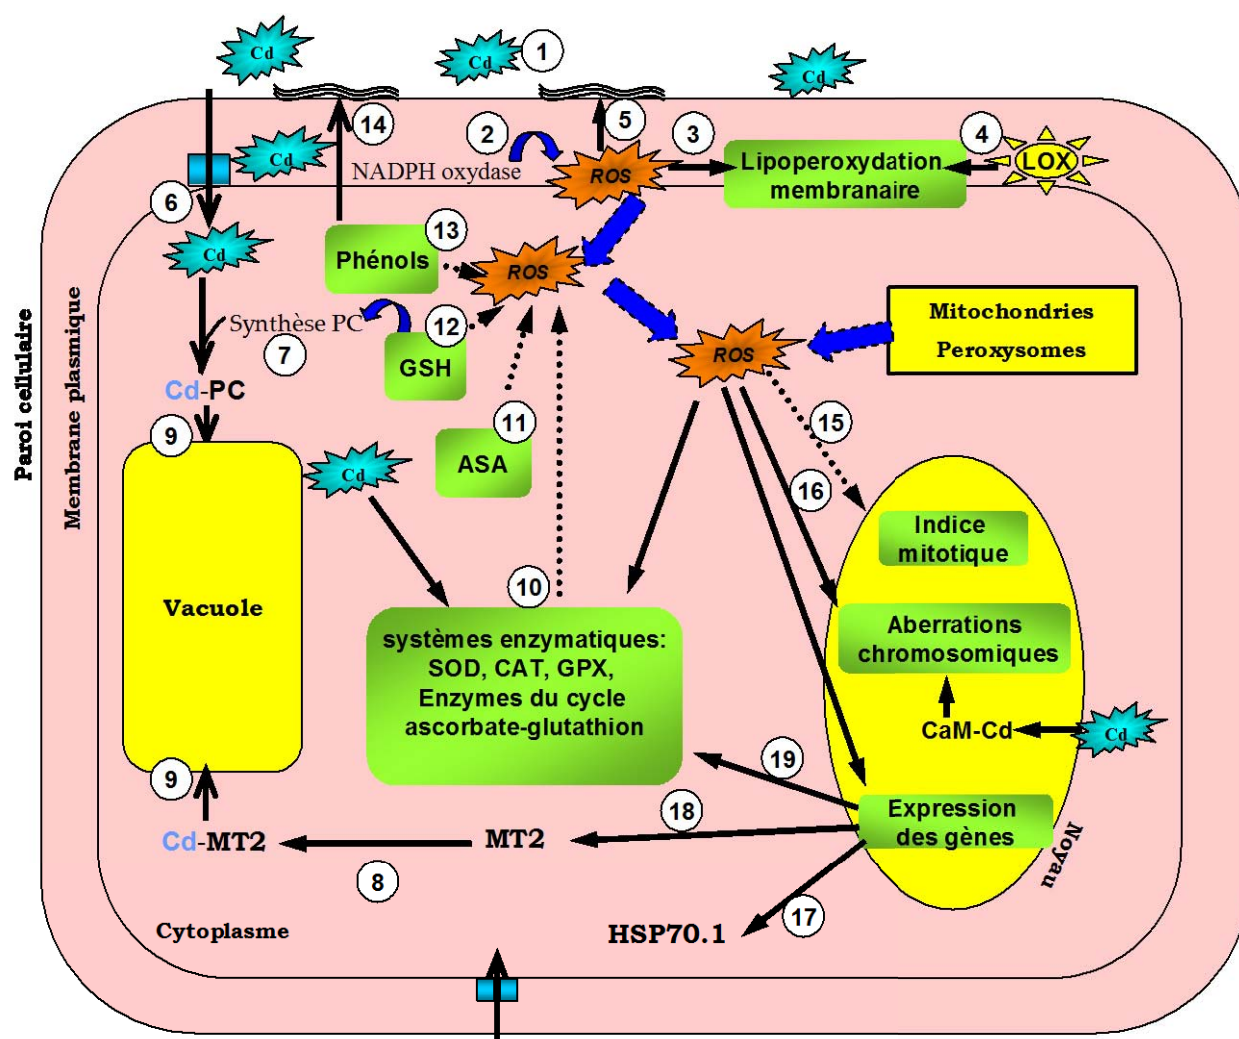 Cd
Cd
1
Cd
14
2
5
3
4
Cd
NADPH oxydase
ROS
Lipoperoxydation
membranaire
LOX
6
Cd
13
Phénols
ROS
Mitochondries
Peroxysomes
Synthèse PC
12
7
GSH
ROS
Cd-PC
11
15
9
ASA
Cd
16
Indice
mitotique
Paroi cellulaire
Membrane plasmique
Vacuole
10
systèmes enzymatiques:
SOD, CAT, GPX,
Enzymes du cycle
ascorbate-glutathion
Aberrations
chromosomiques
CaM-Cd
Cd
9
19
18
Expression
des gènes
Noyau
Cd-MT2
MT2
8
17
Cytoplasme
HSP70.1